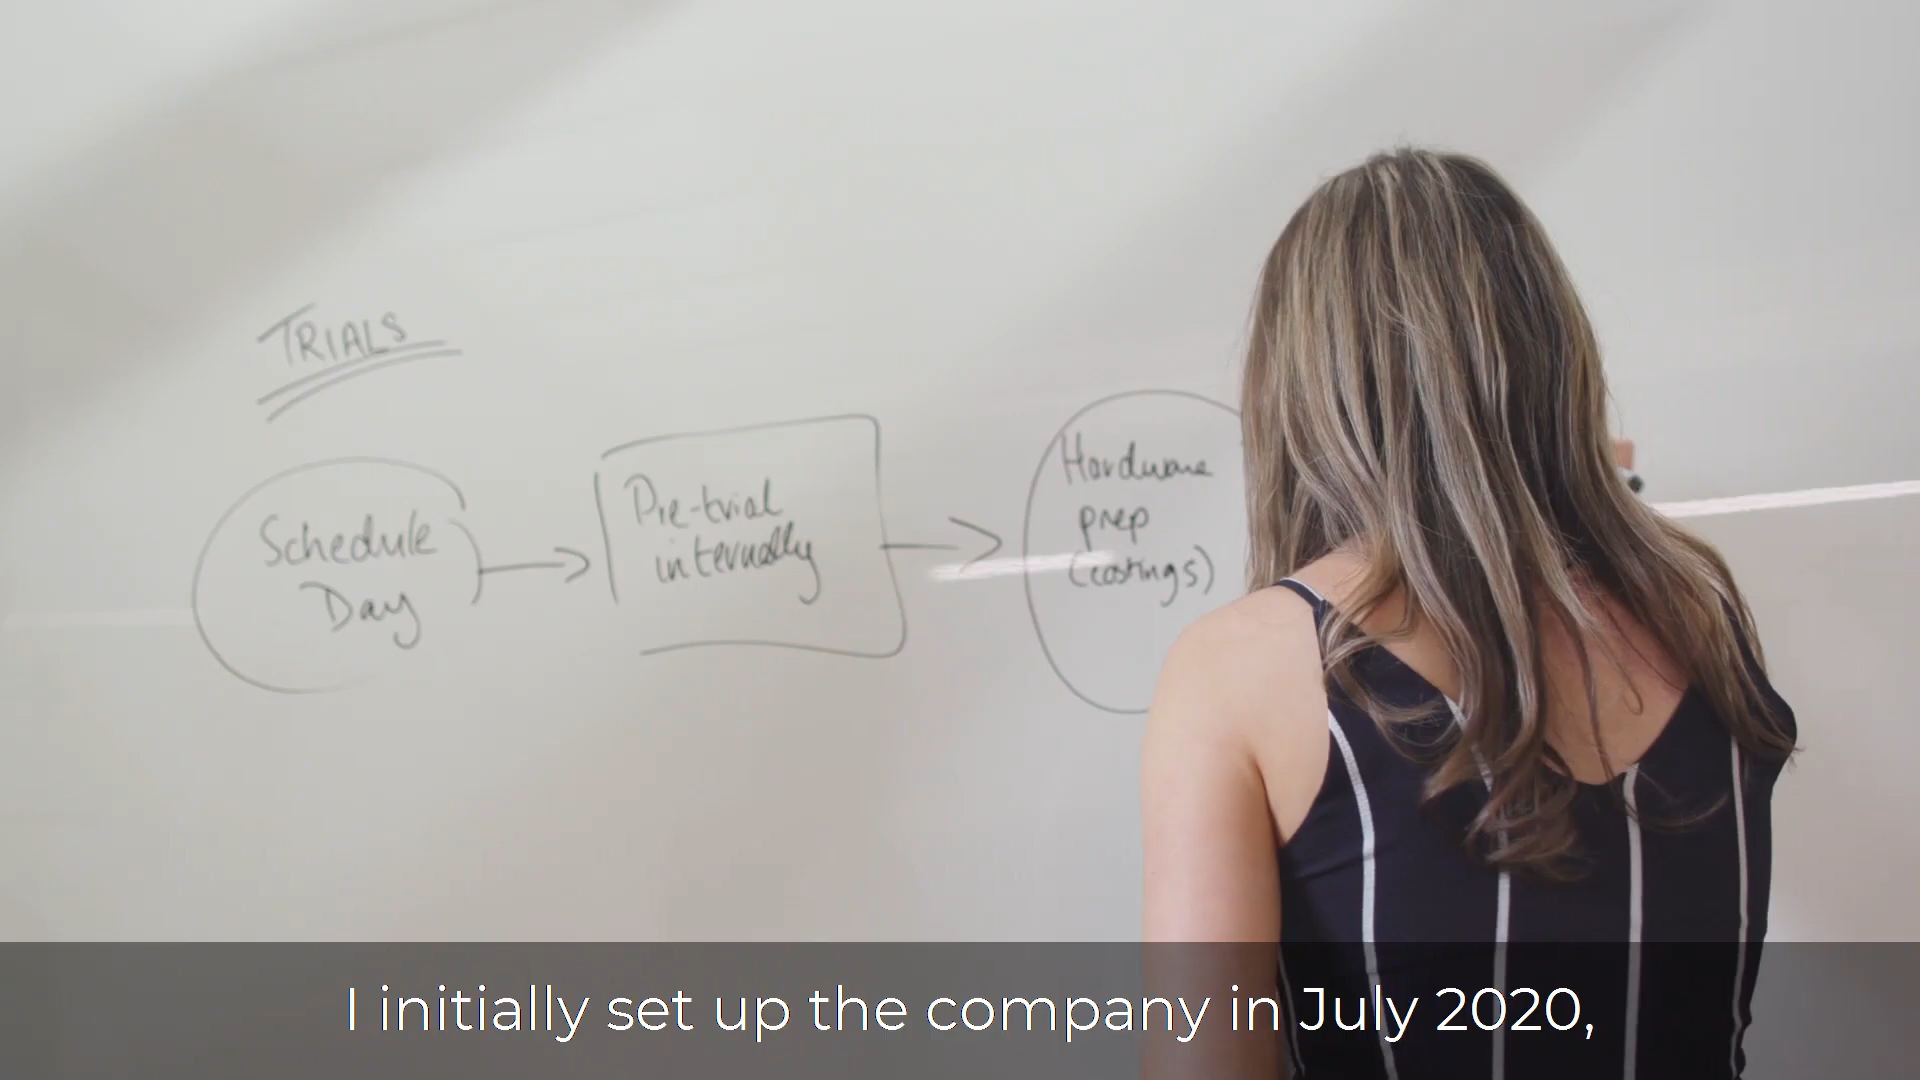 TRIALS
Schedule
Day
Pre-trial
internally
Hardware
prep
(costings)
I initially set up the company in July 2020,